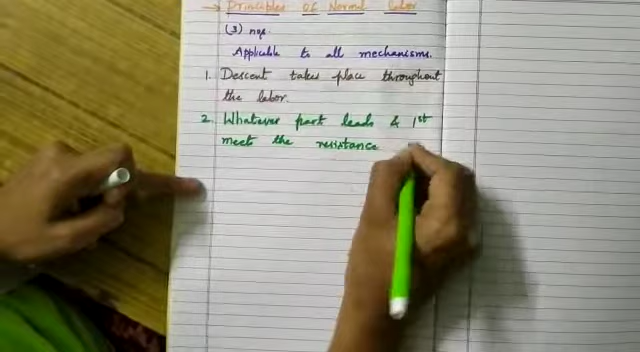 → Principles of Normal labor
(3) nos.
Applicable to all mechanisms.
1. Descent takes place throughout
the labor.
2. Whatever part leads & 1st
meets the resistance